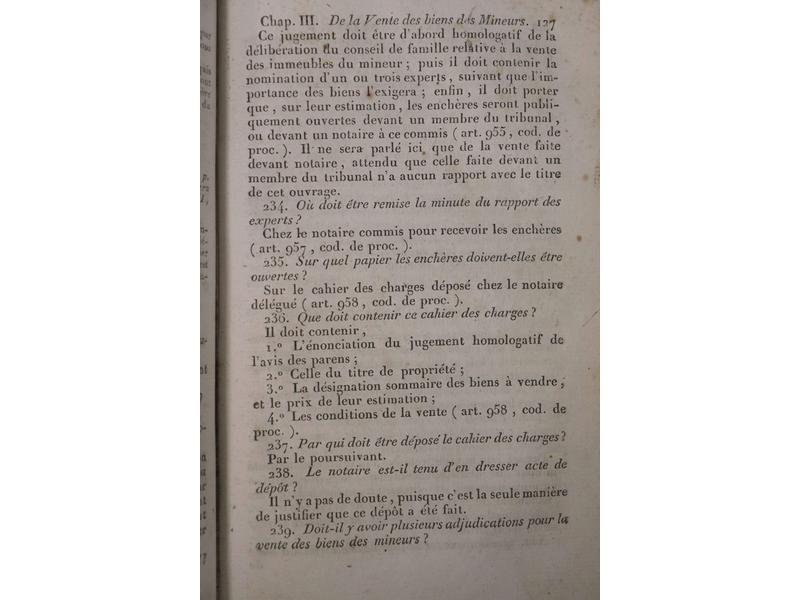 Chap. III. De la Vente des biens des Mineurs. 127
Ce jugement doit être d'abord homologatif de la
délibération du conseil de famille relative à la vente
des immeubles du mineur ; puis il doit contenir la
nomination d'un ou trois experts, suivant que l'im-
portance des biens l'exigera ; enfin, il doit porter
que, sur leur estimation, les enchères seront publi-
quement ouvertes devant un membre du tribunal,
ou devant un notaire à ce commis ( art. 955, cod. de
proc. ). Il ne sera parlé ici, que de la vente faite
devant notaire, attendu que celle faite devant un
membre du tribunal n'a aucun rapport avec le titre
de cet ouvrage.
234. Où doit être remise la minute du rapport des
experts ?
Chez le notaire commis pour recevoir les enchères
( art. 957, cod. de proc. ).
235. Sur quel papier les enchères doivent-elles être
ouvertes ?
Sur le cahier des charges déposé chez le notaire
délégué ( art. 958, cod. de proc. ).
236. Que doit contenir ce cahier des charges ?
Il doit contenir,
1.º L'énonciation du jugement homologatif de
l'avis des parens ;
2.º Celle du titre de propriété ;
3.º La désignation sommaire des biens à vendre,
et le prix de leur estimation ;
4.º Les conditions de la vente ( art. 958, cod. de
proc. ).
237. Par qui doit être déposé le cahier des charges ?
Par le poursuivant.
238. Le notaire est-il tenu d'en dresser acte de
dépôt ?
Il n'y a pas de doute, puisque c'est la seule manière
de justifier que ce dépôt a été fait.
239. Doit-il y avoir plusieurs adjudications pour la
vente des biens des mineurs ?